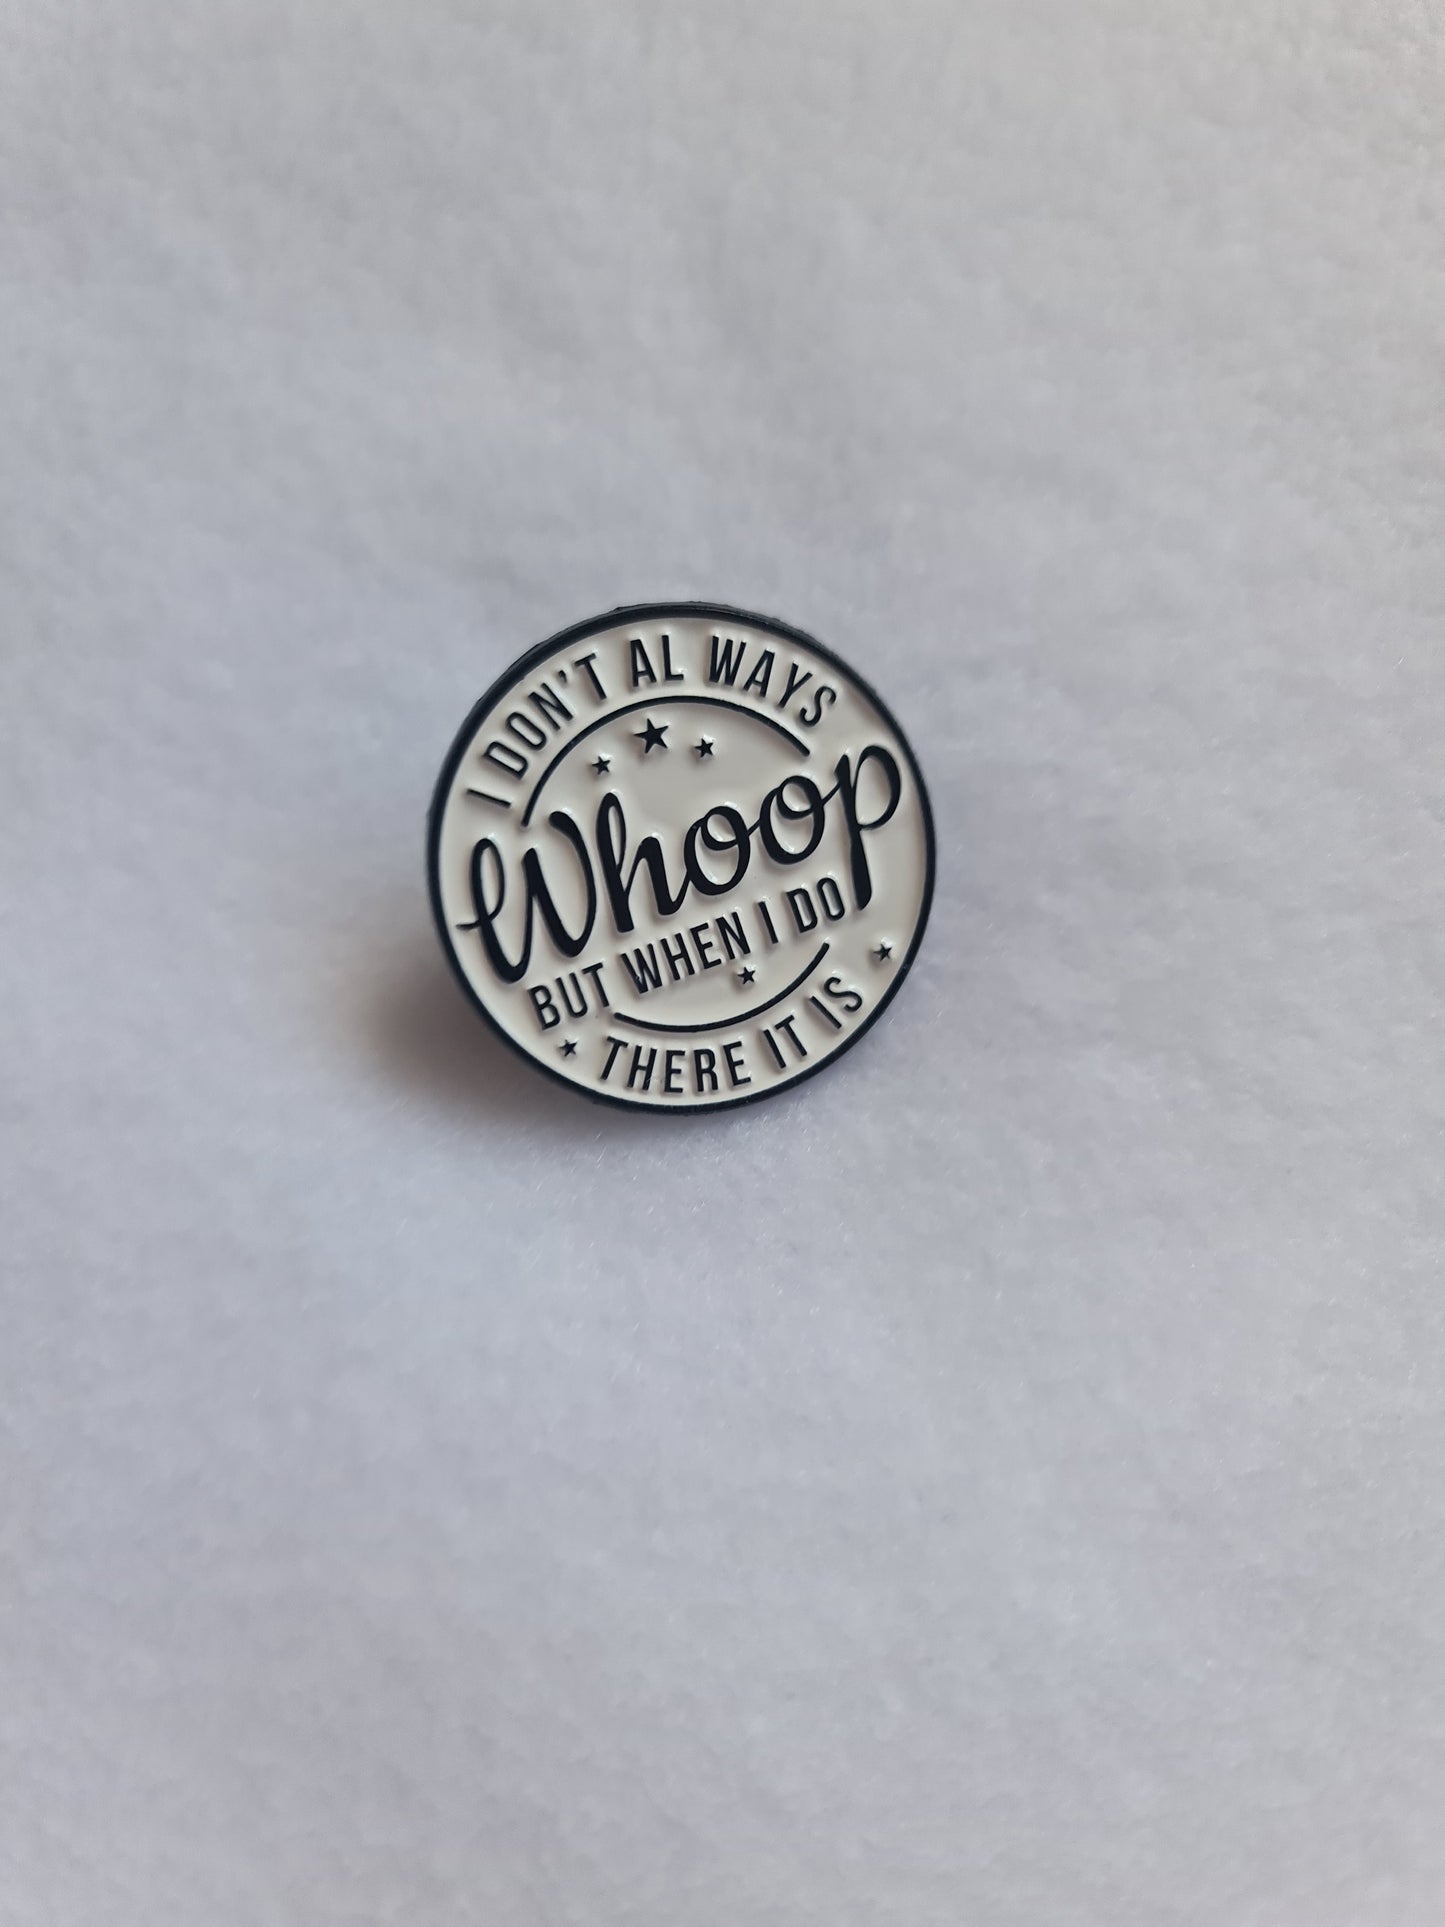 I DON'T AL WAYS
Whoop
BUT WHEN I DO
THERE IT IS